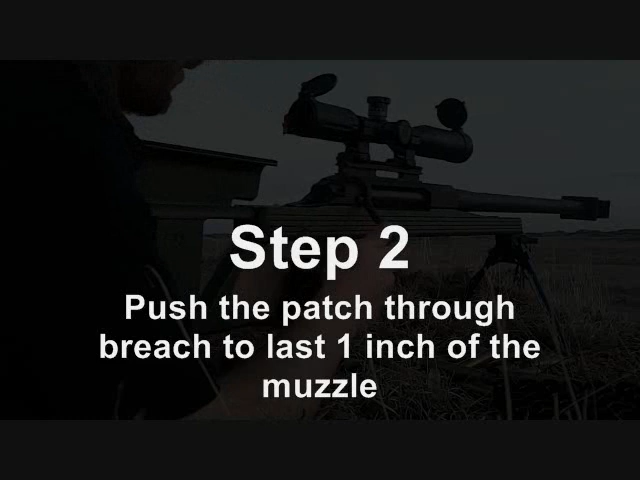 Step 2
Push the patch through
breach to last 1 inch of the
muzzle